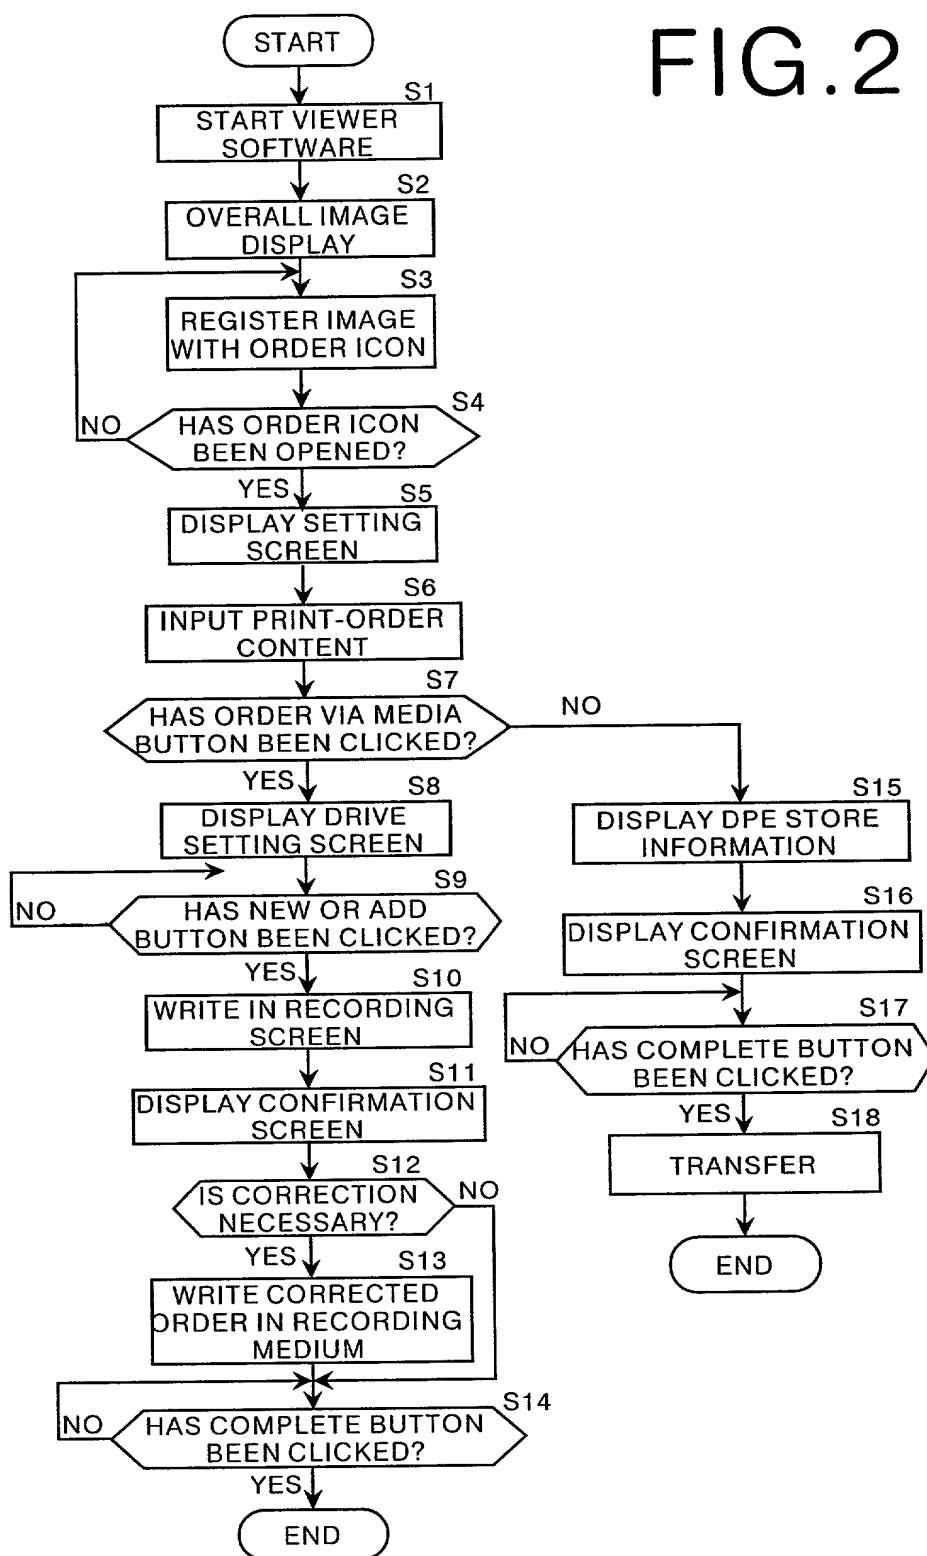 FIG.2
START
S1
START VIEWER
SOFTWARE
S2
OVERALL IMAGE
DISPLAY
S3
REGISTER IMAGE
WITH ORDER ICON
S4
HAS ORDER ICON
BEEN OPENED?
NO
YES
S5
DISPLAY SETTING
SCREEN
S6
INPUT PRINT-ORDER
CONTENT
S7
HAS ORDER VIA MEDIA
BUTTON BEEN CLICKED?
NO
YES
S8
DISPLAY DRIVE
SETTING SCREEN
S9
HAS NEW OR ADD
BUTTON BEEN CLICKED?
NO
YES
S10
WRITE IN RECORDING
SCREEN
S11
DISPLAY CONFIRMATION
SCREEN
S12
IS CORRECTION
NECESSARY?
NO
YES
S13
WRITE CORRECTED
ORDER IN RECORDING
MEDIUM
S14
HAS COMPLETE BUTTON
BEEN CLICKED?
NO
YES
END
S15
DISPLAY DPE STORE
INFORMATION
S16
DISPLAY CONFIRMATION
SCREEN
S17
HAS COMPLETE BUTTON
BEEN CLICKED?
NO
YES
S18
TRANSFER
END